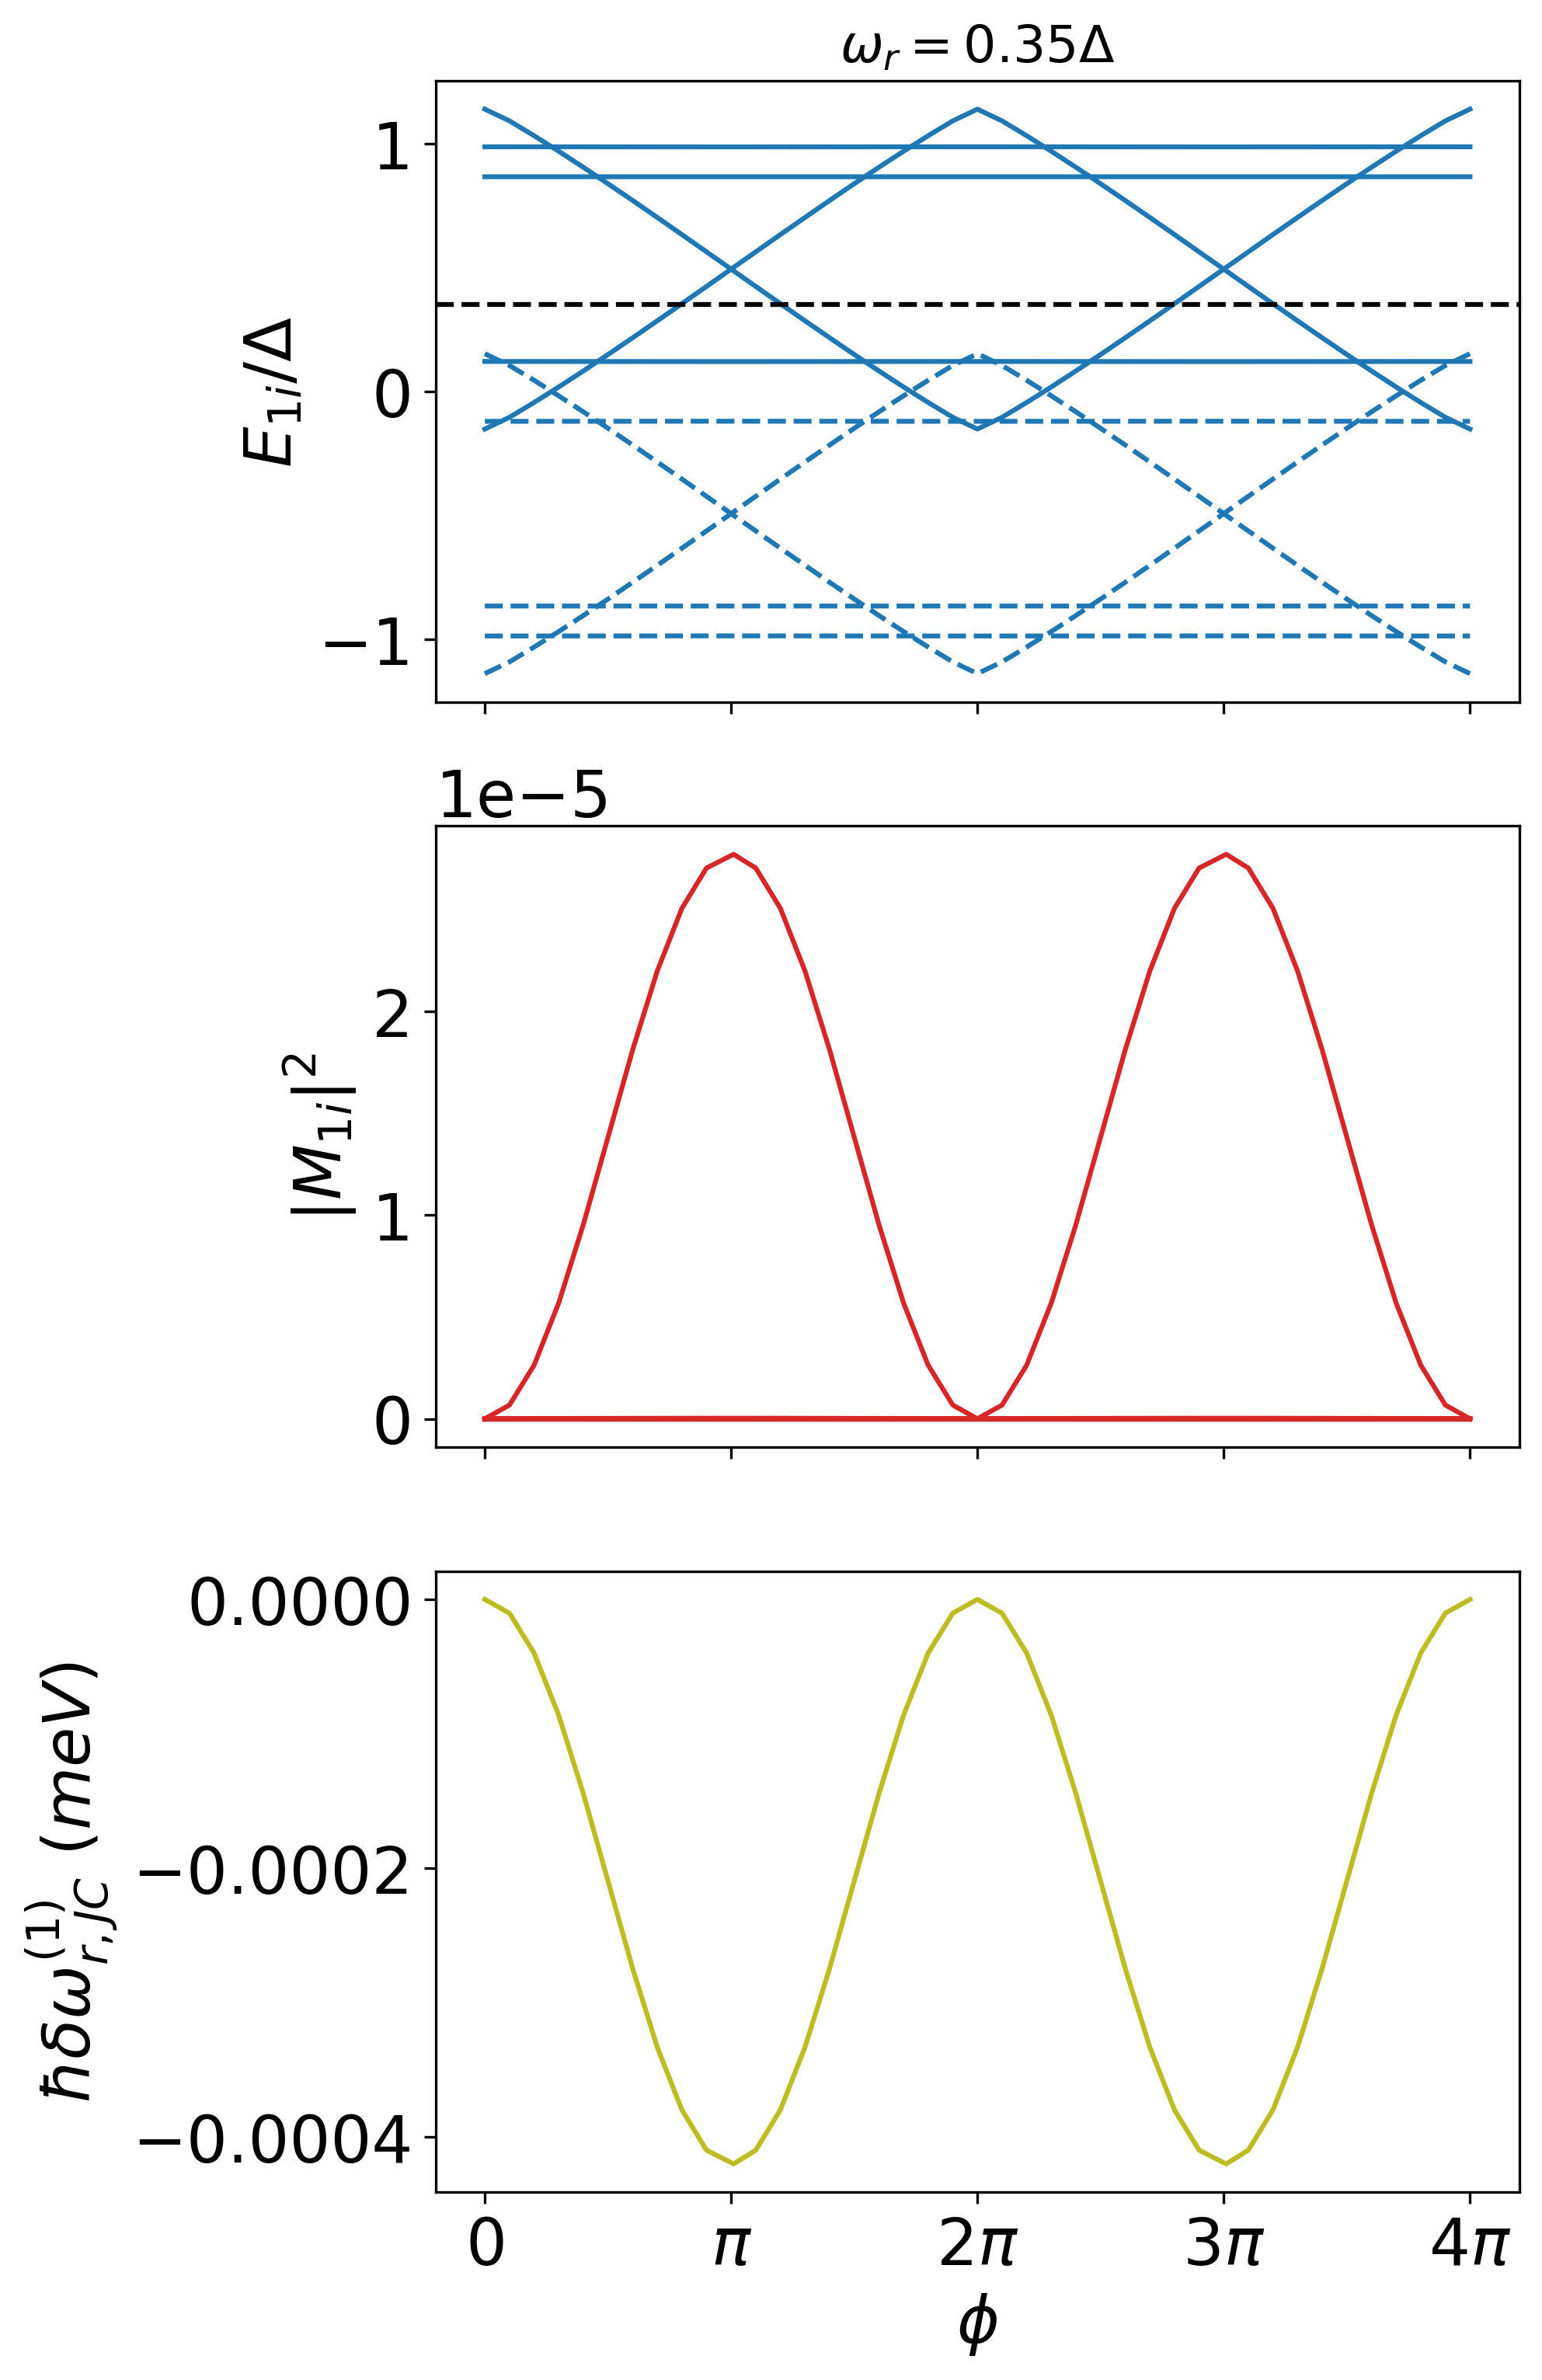 ω_r = 0.35Δ
E_{1i}/Δ
1
0
−1
1e−5
|M_{1i}|^2
2
1
0
ħδω^{(1)}_{r,JC} (meV)
0.0000
−0.0002
−0.0004
0 π 2π 3π 4π
ϕ